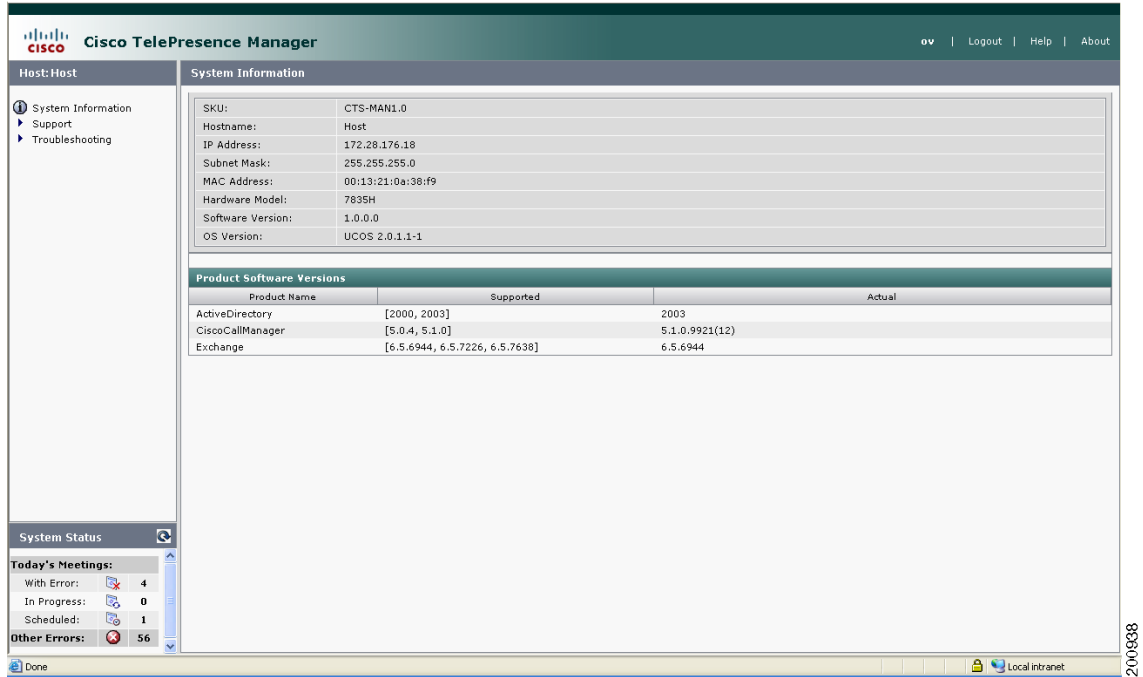 CISCO Cisco TelePresence Manager
ov | Logout | Help | About
Host: Host
System Information
Support
Troubleshooting
System Information
SKU: CTS-MAN1.0
Hostname: Host
IP Address: 172.28.176.18
Subnet Mask: 255.255.255.0
MAC Address: 00:13:21:0a:38:f9
Hardware Model: 7835H
Software Version: 1.0.0.0
OS Version: UCOS 2.0.1.1-1
Product Software Versions
Product Name Supported Actual
ActiveDirectory [2000, 2003] 2003
CiscoCallManager [5.0.4, 5.1.0] 5.1.0.9921(12)
Exchange [6.5.6944, 6.5.7226, 6.5.7638] 6.5.6944
System Status
Today's Meetings:
With Error: 4
In Progress: 0
Scheduled: 1
Other Errors: 56
Done
Local intranet
200938